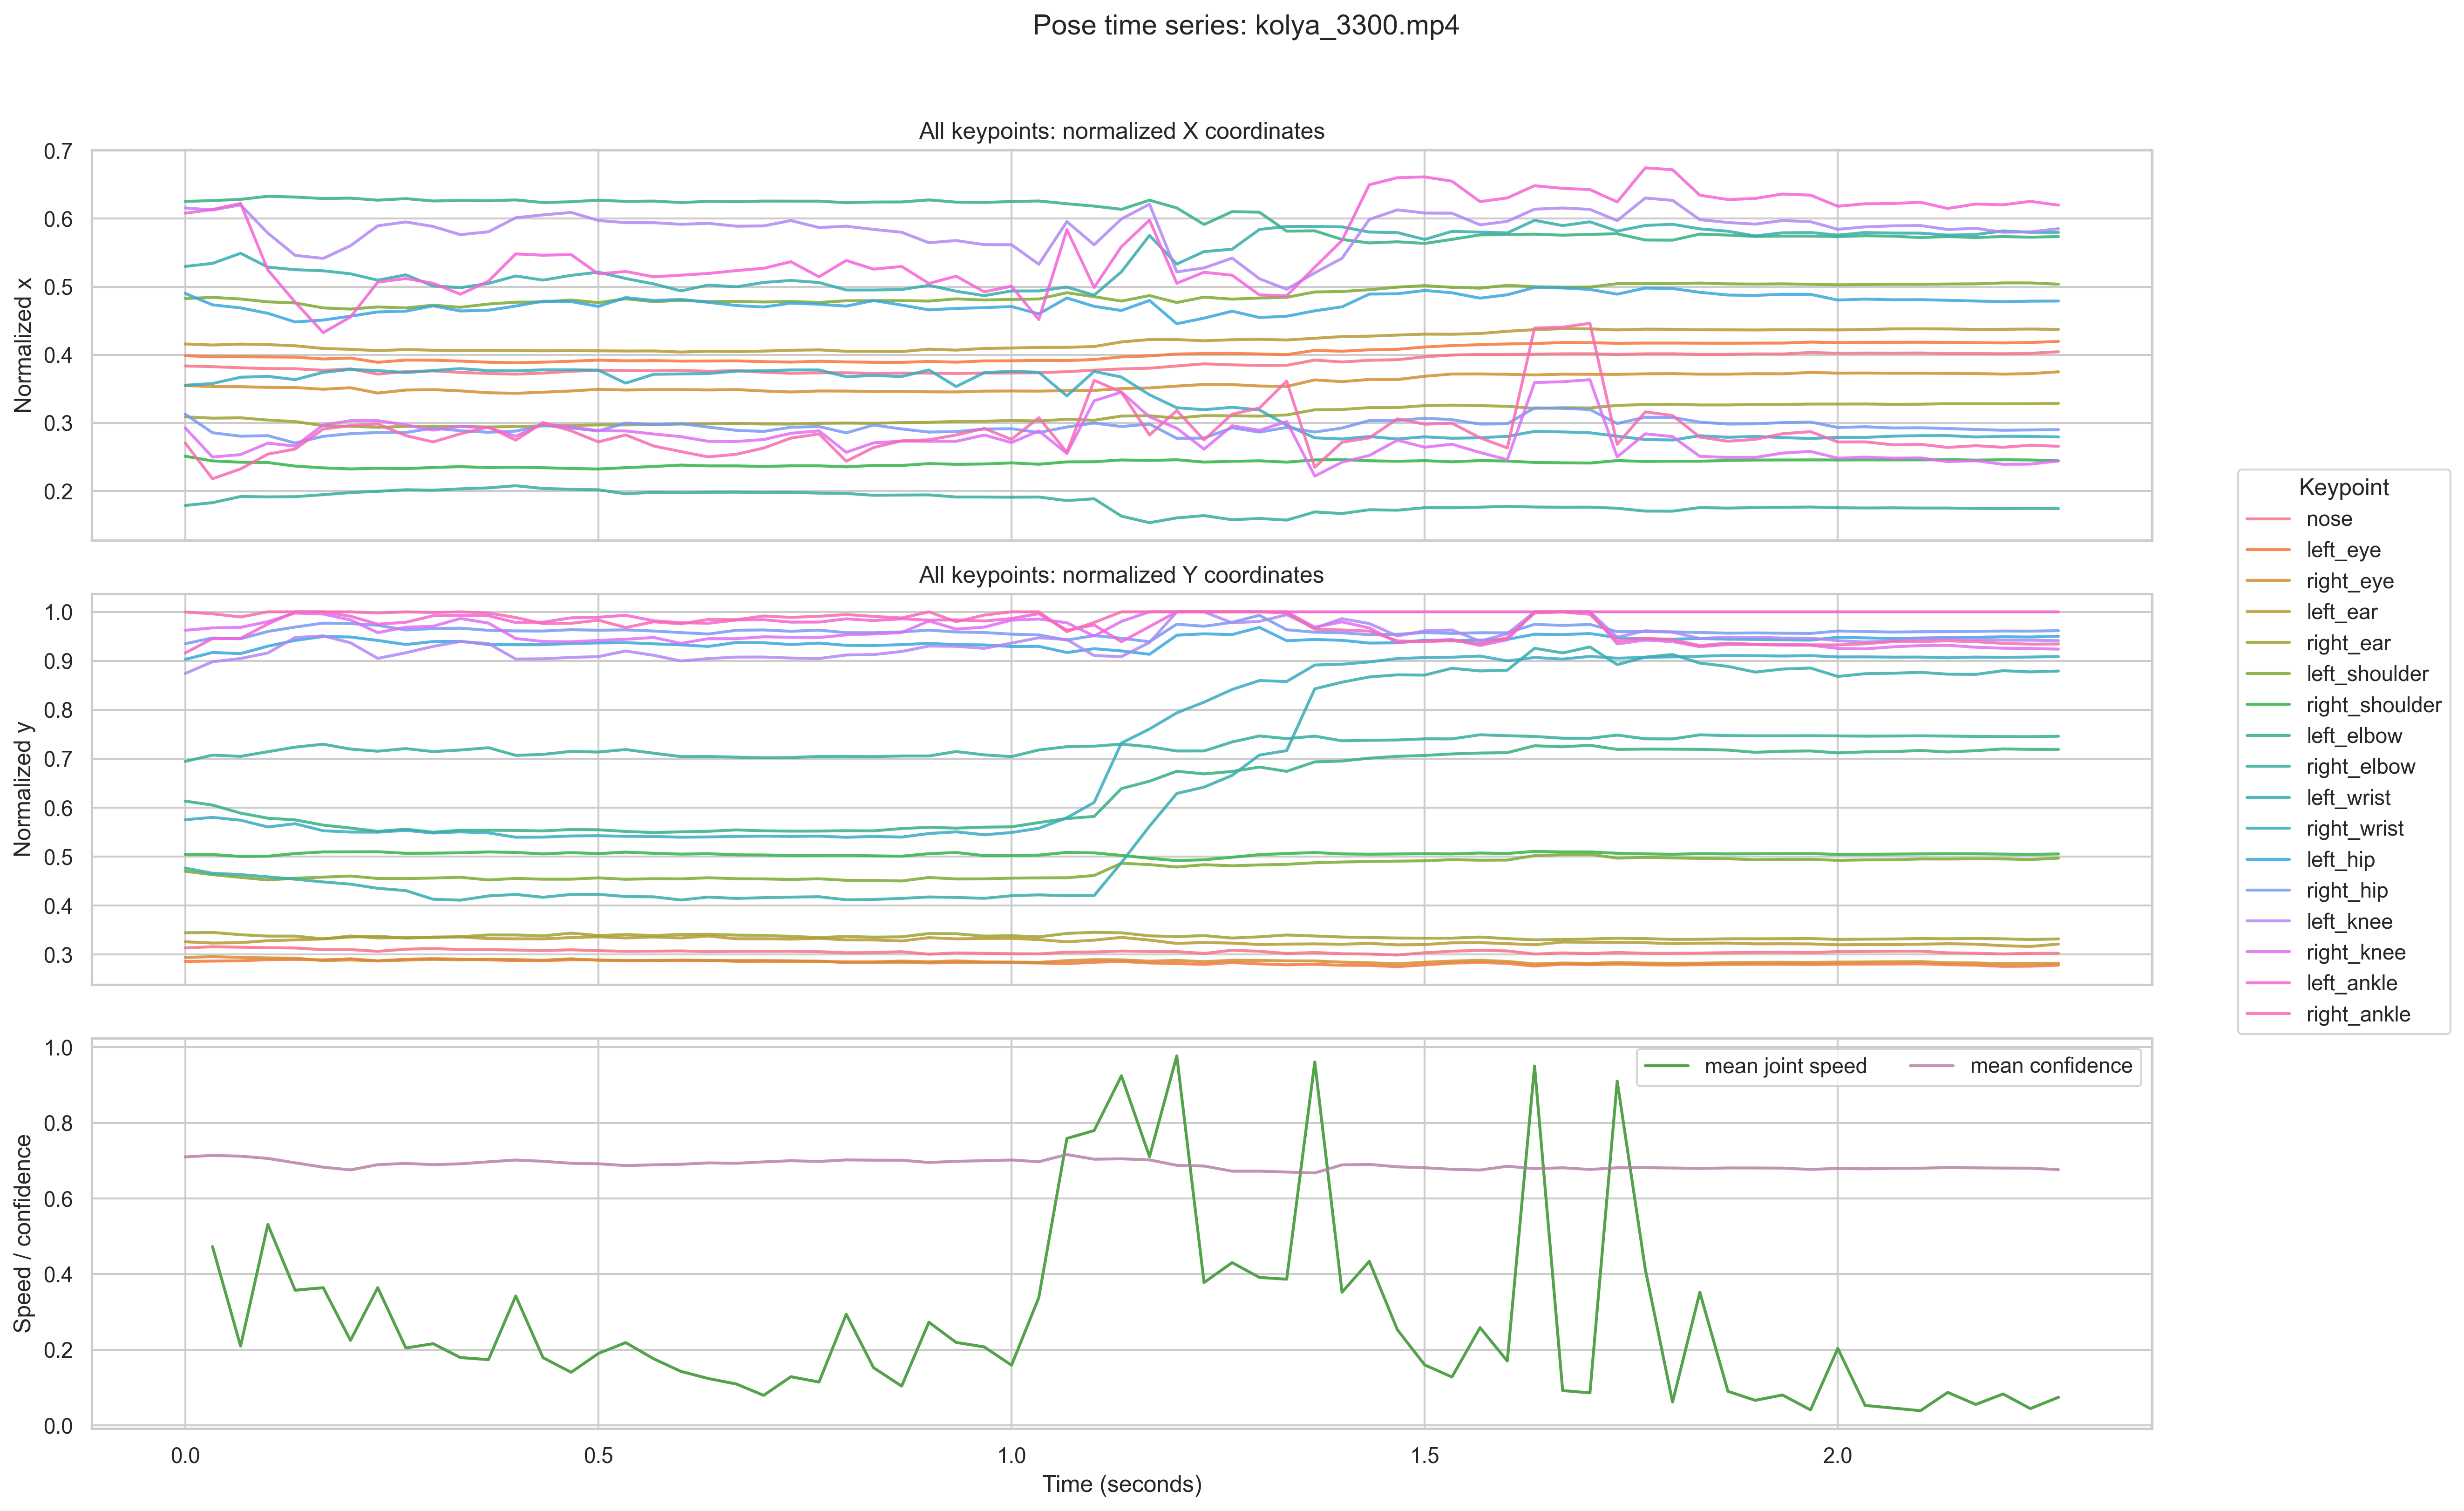 Pose time series: kolya_3300.mp4
All keypoints: normalized X coordinates
Normalized x
0.7
0.6
0.5
0.4
0.3
0.2
All keypoints: normalized Y coordinates
Normalized y
1.0
0.9
0.8
0.7
0.6
0.5
0.4
0.3
Keypoint
nose
left_eye
right_eye
left_ear
right_ear
left_shoulder
right_shoulder
left_elbow
right_elbow
left_wrist
right_wrist
left_hip
right_hip
left_knee
right_knee
left_ankle
right_ankle
Speed / confidence
1.0
0.8
0.6
0.4
0.2
0.0
mean joint speed mean confidence
0.0 0.5 1.0 1.5 2.0
Time (seconds)